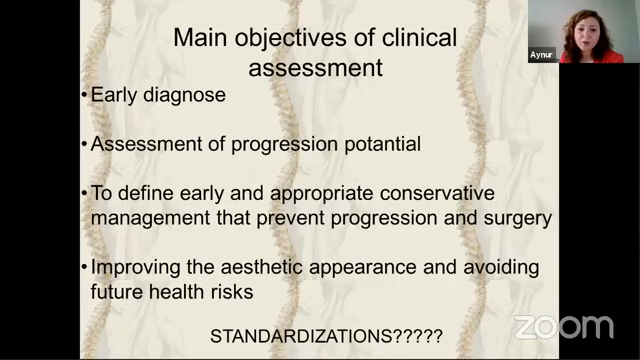 Main objectives of clinical
assessment
• Early diagnose
• Assessment of progression potantial
• To define early and appropriate conservative
management that prevent progression and surgery
• Improving the aesthetic appearance and avoiding
future health risks
STANDARDIZATIONS?????
Aynur
zoom